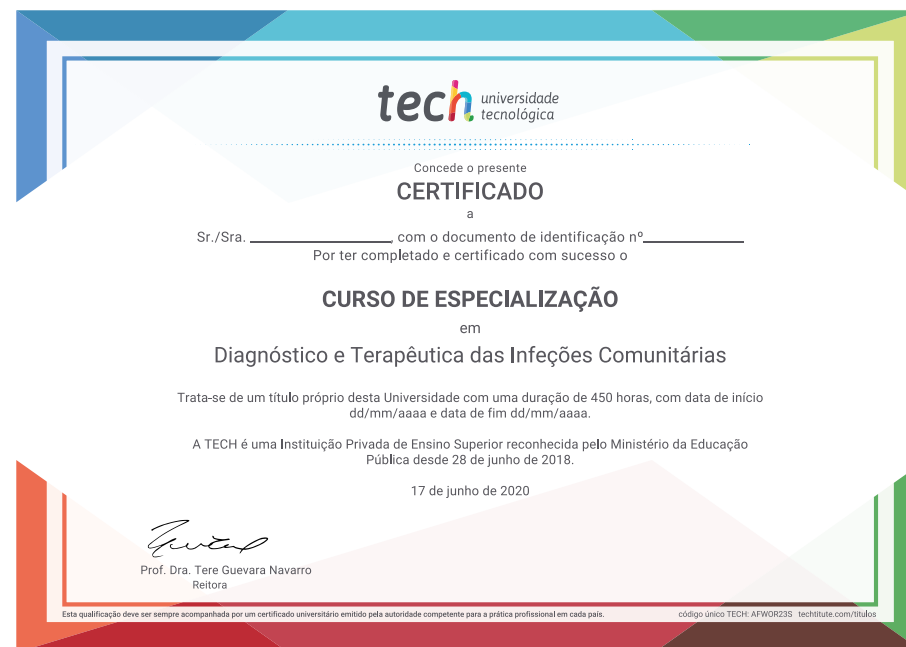 tech universidade
tecnológica
Concede o presente
CERTIFICADO
a
Sr./Sra. ____________________, com o documento de identificação nº______________
Por ter completado e certificado com sucesso o
CURSO DE ESPECIALIZAÇÃO
em
Diagnóstico e Terapêutica das Infeções Comunitárias
Trata-se de um título próprio desta Universidade com uma duração de 450 horas, com data de início
dd/mm/aaaa e data de fim dd/mm/aaaa.
A TECH é uma Instituição Privada de Ensino Superior reconhecida pelo Ministério da Educação
Pública desde 28 de junho de 2018.
17 de junho de 2020
Prof. Dra. Tere Guevara Navarro
Reitora
Esta qualificação deve ser sempre acompanhada por um certificado universitário emitido pela autoridade competente para a prática profissional em cada país.
código único TECH: AFWOR23S techtitute.com/titulos